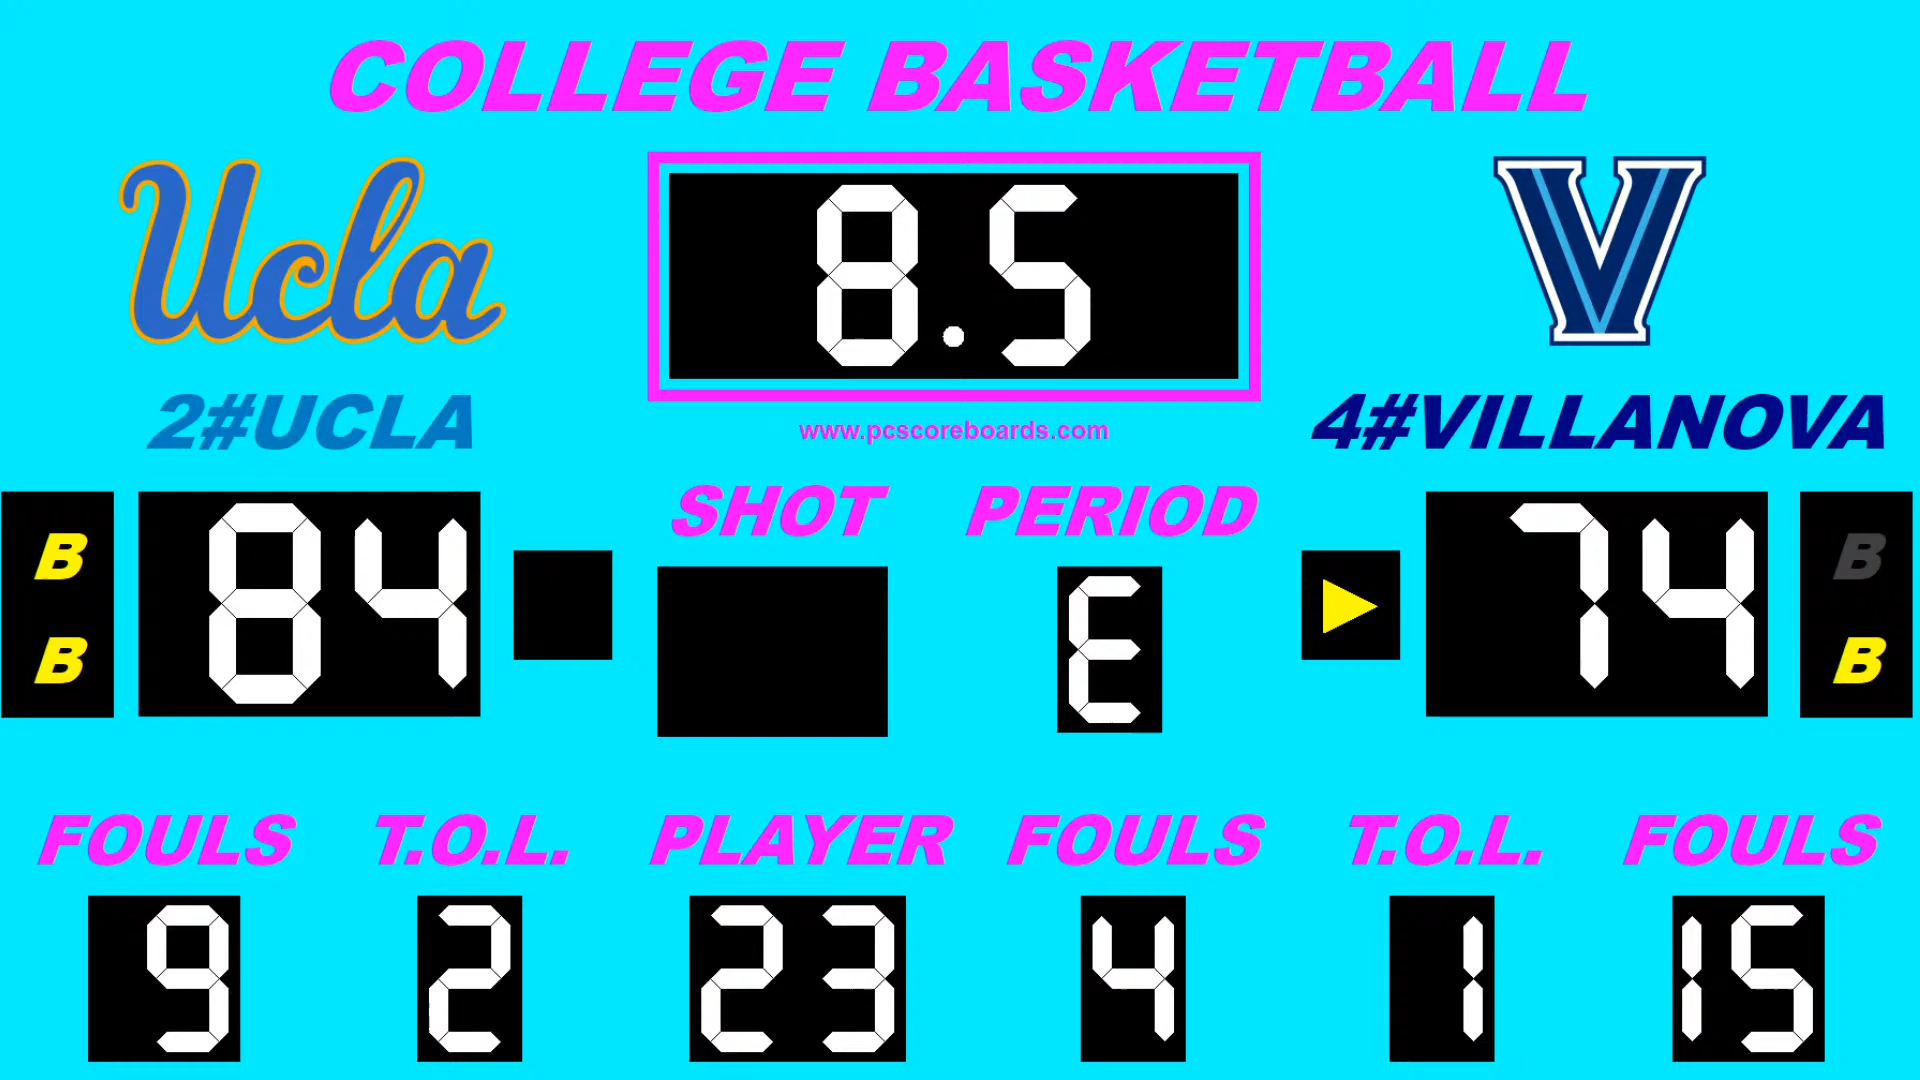 COLLEGE BASKETBALL
Ucla
8.5
V
2#UCLA
www.pcscoreboards.com
4#VILLANOVA
SHOT PERIOD
B
B
84
E
74
B
B
FOULS T.O.L. PLAYER FOULS T.O.L. FOULS
9 2 23 4 1 15